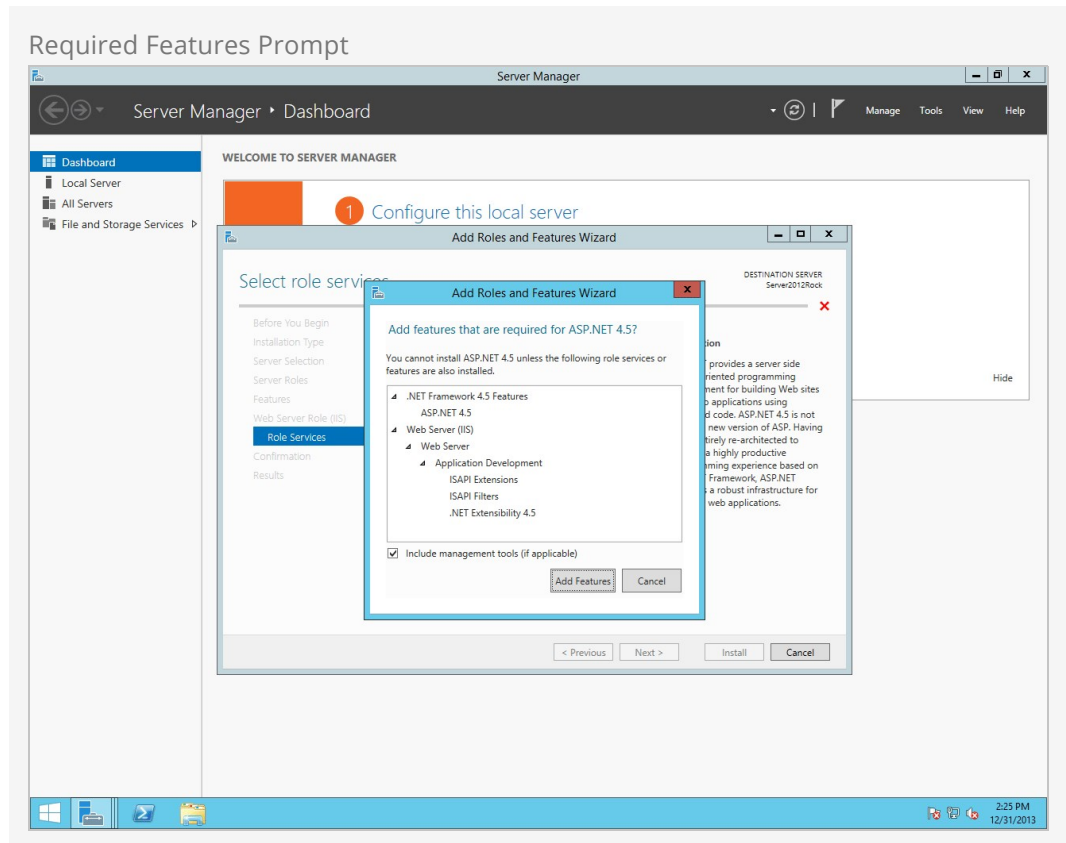 Required Features Prompt
Server Manager
Server Manager • Dashboard
Manage Tools View Help
Dashboard
Local Server
All Servers
File and Storage Services
WELCOME TO SERVER MANAGER
1 Configure this local server
Hide
Add Roles and Features Wizard
Select role services
DESTINATION SERVER
Server2012Rock
Before You Begin
Installation Type
Server Selection
Server Roles
Features
Web Server Role (IIS)
Role Services
Confirmation
Results
Add Roles and Features Wizard
Add features that are required for ASP.NET 4.5?
You cannot install ASP.NET 4.5 unless the following role services or
features are also installed.
.NET Framework 4.5 Features
ASP.NET 4.5
Web Server (IIS)
Web Server
Application Development
ISAPI Extensions
ISAPI Filters
.NET Extensibility 4.5
Include management tools (if applicable)
Add Features Cancel
provides a server side
programming
for building Web sites
applications using
code. ASP.NET 4.5 is not
new version of ASP. Having
re-architected to
a highly productive
experience based on
Framework, ASP.NET
a robust infrastructure for
web applications.
< Previous Next > Install Cancel
2:25 PM
12/31/2013